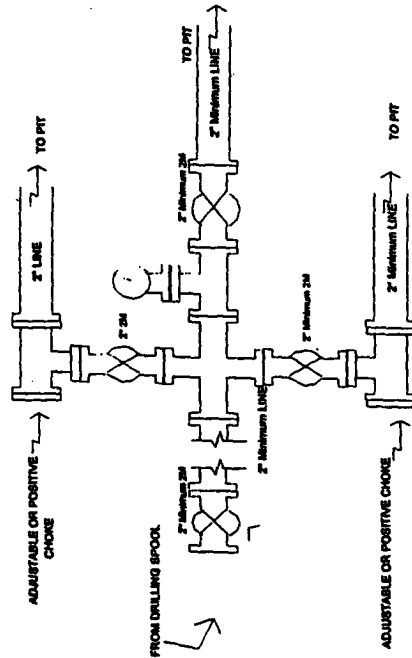 TO PIT
2" LINE
ADJUSTABLE OR POSITIVE
CHOKE
2" 2M
TO PIT
2" Minimum LINE
2" Minimum 2M
2" Minimum 2M
2" Minimum LINE
FROM DRILLING SPOOL
2" Minimum 2M
TO PIT
2" Minimum LINE
ADJUSTABLE OR POSITIVE CHOKE